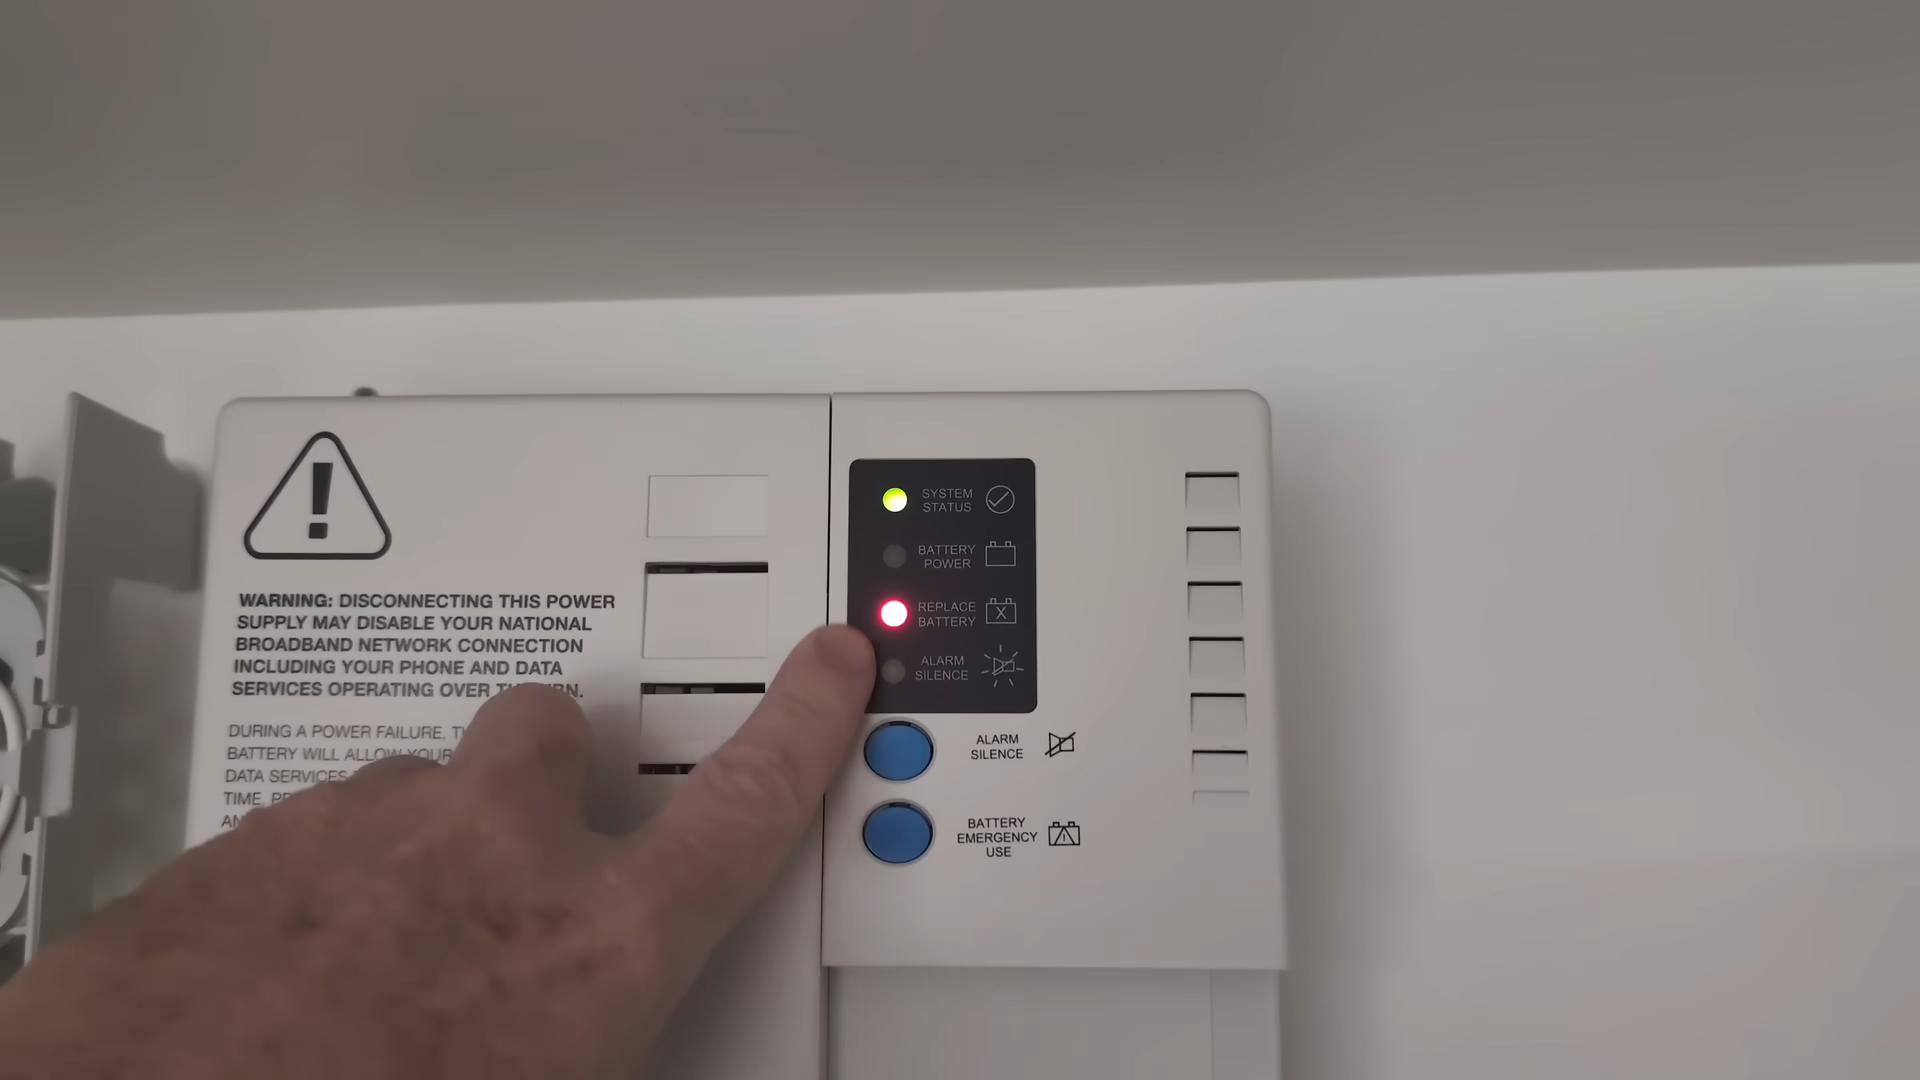 WARNING: DISCONNECTING THIS POWER
SUPPLY MAY DISABLE YOUR NATIONAL
BROADBAND NETWORK CONNECTION
INCLUDING YOUR PHONE AND DATA
SERVICES OPERATING OVER
DURING A POWER FAILURE,
BATTERY WILL ALLOW YOUR
DATA SERVICES
TIME,
SYSTEM
STATUS
BATTERY
POWER
REPLACE
BATTERY
ALARM
SILENCE
ALARM
SILENCE
BATTERY
EMERGENCY
USE